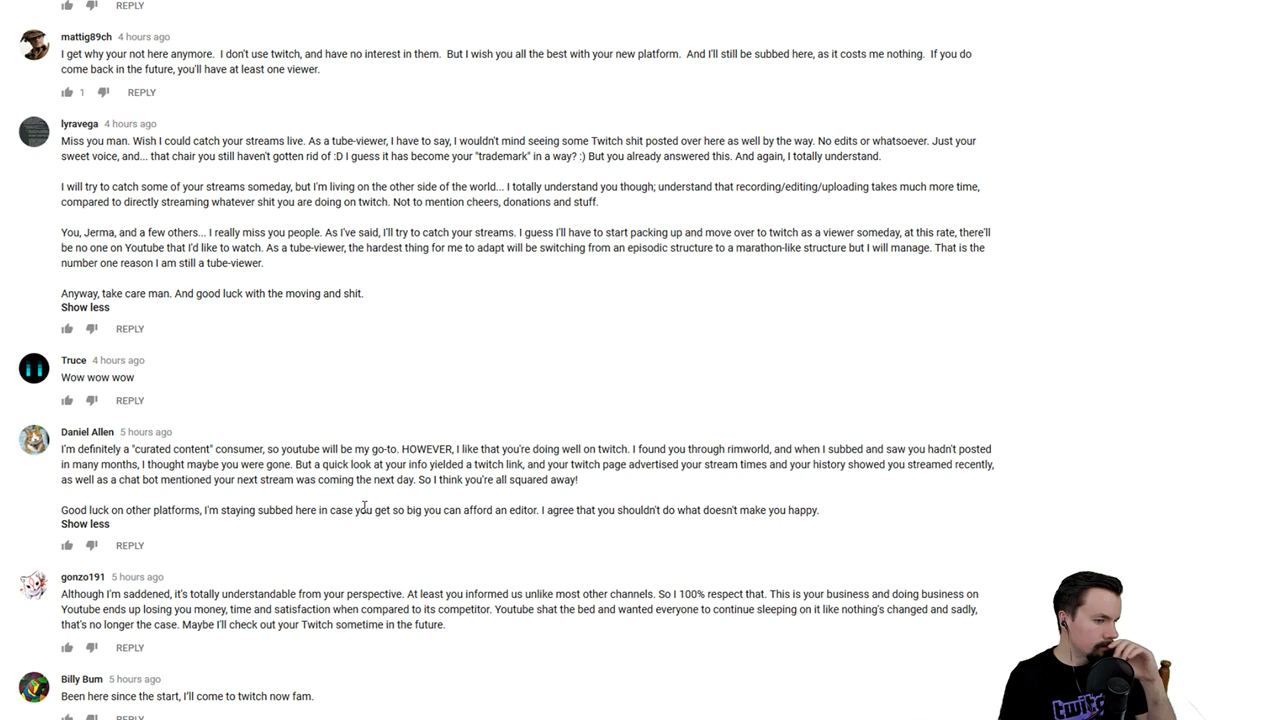 REPLY
mattig89ch 4 hours ago
I get why your not here anymore. I don't use twitch, and have no interest in them. But I wish you all the best with your new platform. And I'll still be subbed here, as it costs me nothing. If you do
come back in the future, you'll have at least one viewer.
1 REPLY
lyravega 4 hours ago
Miss you man. Wish I could catch your streams live. As a tube-viewer, I have to say, I wouldn't mind seeing some Twitch shit posted over here as well by the way. No edits or whatsoever. Just your
sweet voice, and... that chair you still haven't gotten rid of :D I guess it has become your "trademark" in a way? :) But you already answered this. And again, I totally understand.
I will try to catch some of your streams someday, but I'm living on the other side of the world... I totally understand you though; understand that recording/editing/uploading takes much more time,
compared to directly streaming whatever shit you are doing on twitch. Not to mention cheers, donations and stuff.
You, Jerma, and a few others... I really miss you people. As I've said, I'll try to catch your streams. I guess I'll have to start packing up and move over to twitch as a viewer someday, at this rate, there'll
be no one on Youtube that I'd like to watch. As a tube-viewer, the hardest thing for me to adapt will be switching from an episodic structure to a marathon-like structure but I will manage. That is the
number one reason I am still a tube-viewer.
Anyway, take care man. And good luck with the moving and shit.
Show less
REPLY
Truce 4 hours ago
Wow wow wow
REPLY
Daniel Allen 5 hours ago
I'm definitely a "curated content" consumer, so youtube will be my go-to. HOWEVER, I like that you're doing well on twitch. I found you through rimworld, and when I subbed and saw you hadn't posted
in many months, I thought maybe you were gone. But a quick look at your info yielded a twitch link, and your twitch page advertised your stream times and your history showed you streamed recently,
as well as a chat bot mentioned your next stream was coming the next day. So I think you're all squared away!
Good luck on other platforms, I'm staying subbed here in case you get so big you can afford an editor. I agree that you shouldn't do what doesn't make you happy.
Show less
REPLY
gonzo191 5 hours ago
Although I'm saddened, it's totally understandable from your perspective. At least you informed us unlike most other channels. So I 100% respect that. This is your business and doing business on
Youtube ends up losing you money, time and satisfaction when compared to its competitor. Youtube shat the bed and wanted everyone to continue sleeping on it like nothing's changed and sadly,
that's no longer the case. Maybe I'll check out your Twitch sometime in the future.
REPLY
Billy Bum 5 hours ago
Been here since the start, I'll come to twitch now fam.
REPLY